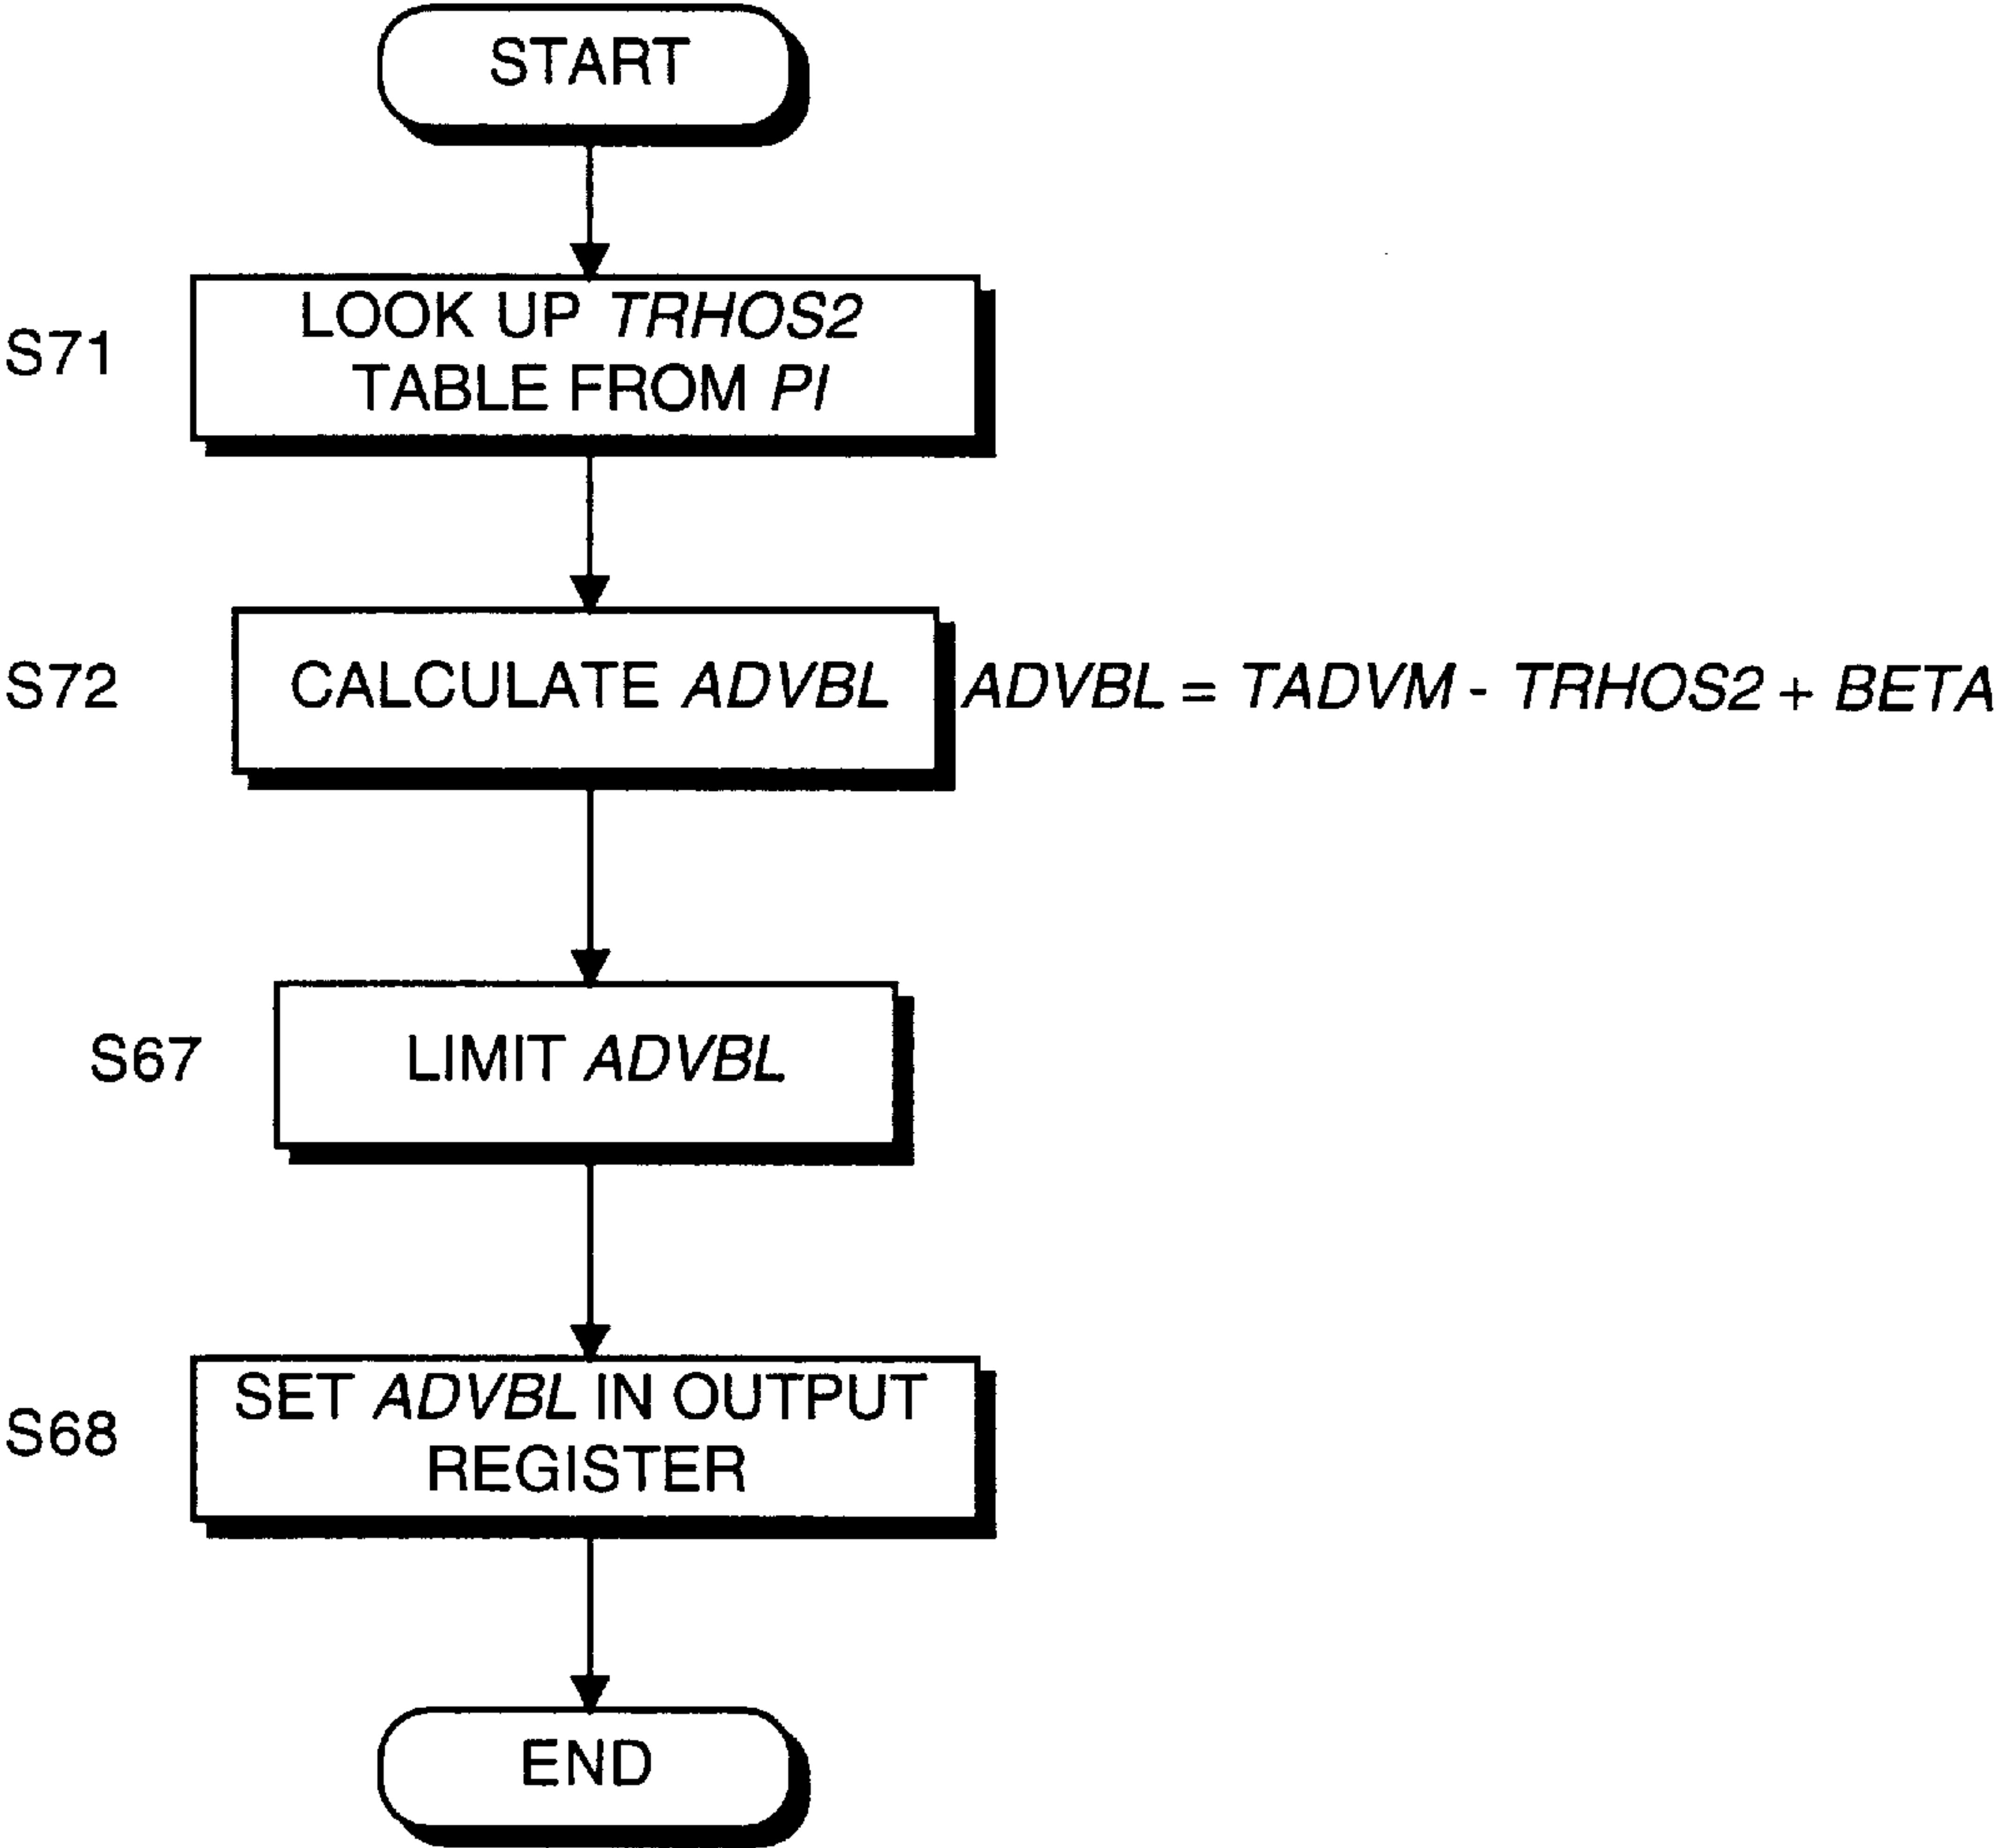 START
S71
LOOK UP TRHOS2
TABLE FROM PI
S72
CALCULATE ADVBL
ADVBL = TADVM - TRHOS2 + BETA
S67
LIMIT ADVBL
S68
SET ADVBL IN OUTPUT
REGISTER
END